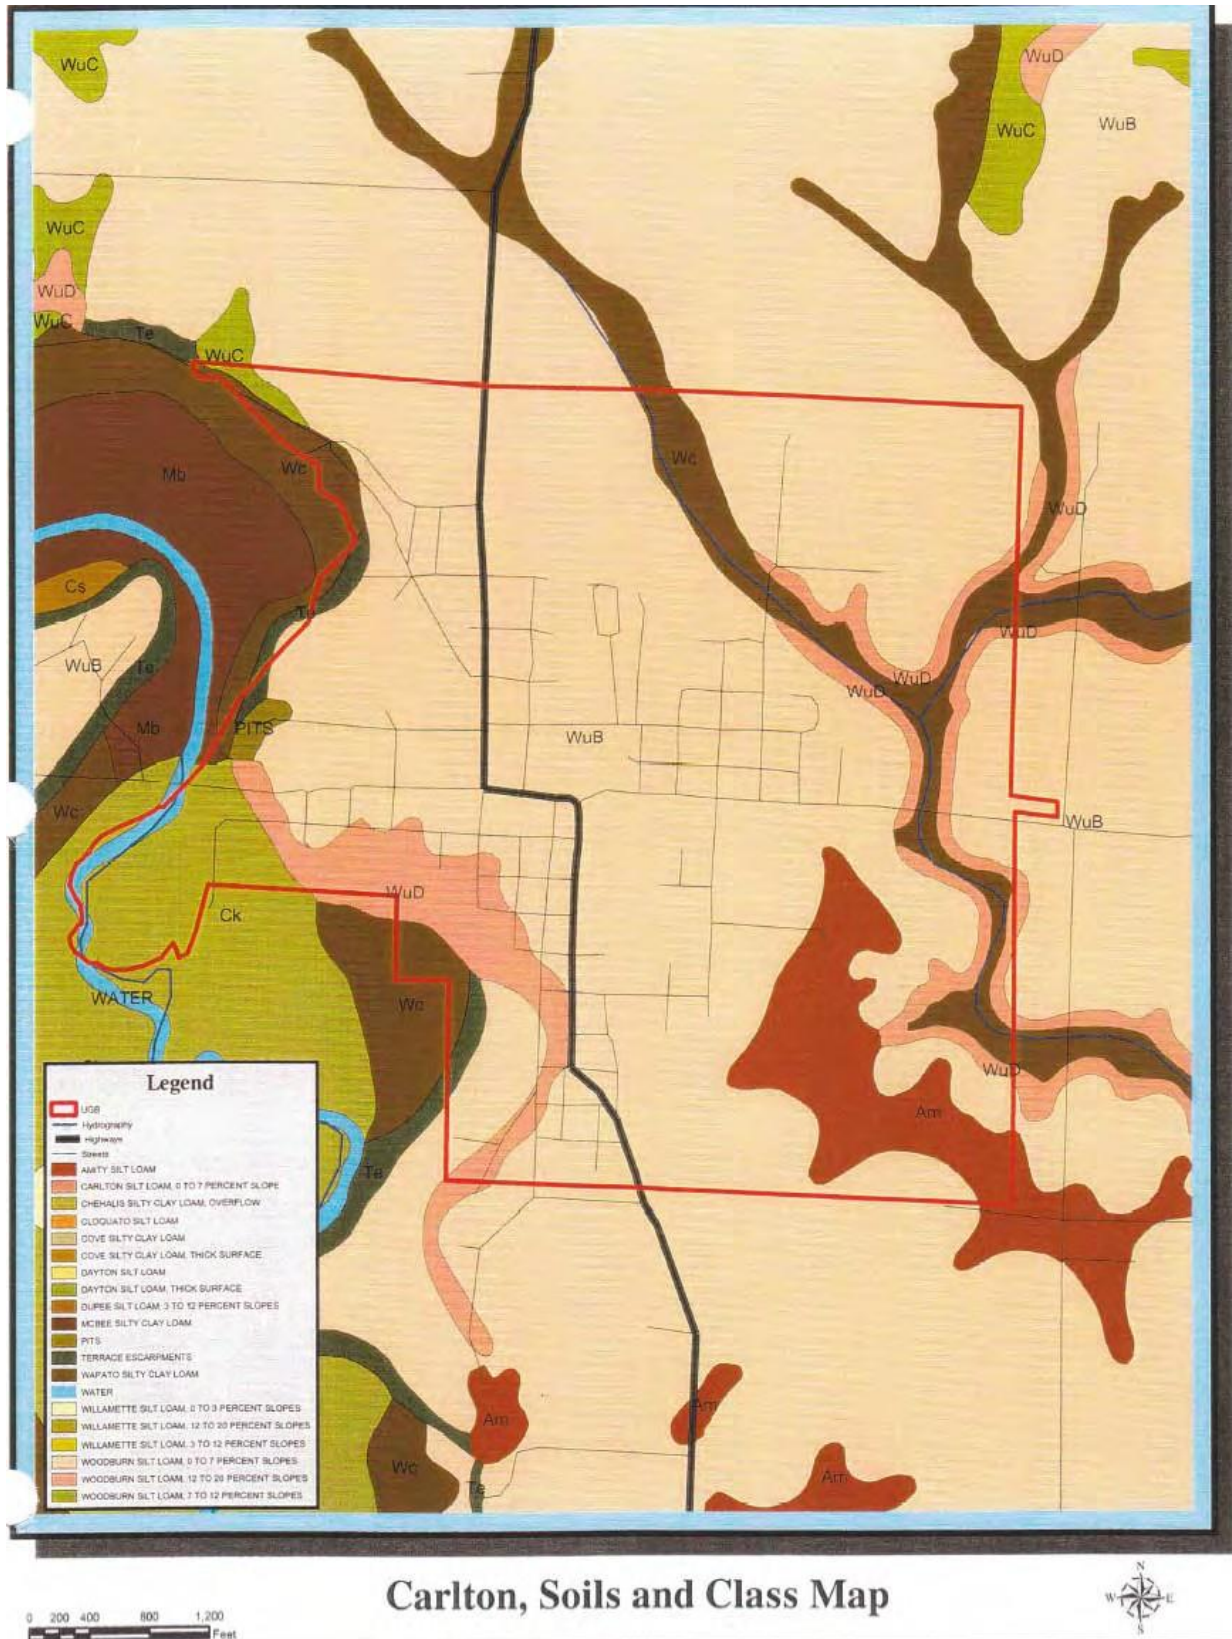 WuC
WuD
WuC
WuB
WuC
WuD
WuC
Te
WuC
Wc
Wc
Mb
WuD
Cs
Te
WuD
WuB
Te
WuD
WuD
Mb
PITS
WuB
Wc
WuB
WuD
Ck
WATER
Wc
WuD
Am
Te
Am
Am
Wc
Am
Te
Legend
UGB
Hydrography
Highways
Streets
AMITY SILT LOAM
CARLTON SILT LOAM, 0 TO 7 PERCENT SLOPE
CHEHALIS SILTY CLAY LOAM, OVERFLOW
CLOQUATO SILT LOAM
COVE SILTY CLAY LOAM
COVE SILTY CLAY LOAM, THICK SURFACE
DAYTON SILT LOAM
DAYTON SILT LOAM, THICK SURFACE
DUPEE SILT LOAM, 3 TO 12 PERCENT SLOPES
MCBEE SILTY CLAY LOAM
PITS
TERRACE ESCARPMENTS
WAPATO SILTY CLAY LOAM
WATER
WILLAMETTE SILT LOAM, 0 TO 3 PERCENT SLOPES
WILLAMETTE SILT LOAM, 12 TO 20 PERCENT SLOPES
WILLAMETTE SILT LOAM, 3 TO 12 PERCENT SLOPES
WOODBURN SILT LOAM, 0 TO 7 PERCENT SLOPES
WOODBURN SILT LOAM, 12 TO 20 PERCENT SLOPES
WOODBURN SILT LOAM, 7 TO 12 PERCENT SLOPES
Carlton, Soils and Class Map
N
W E
S
0 200 400 800 1,200
Feet